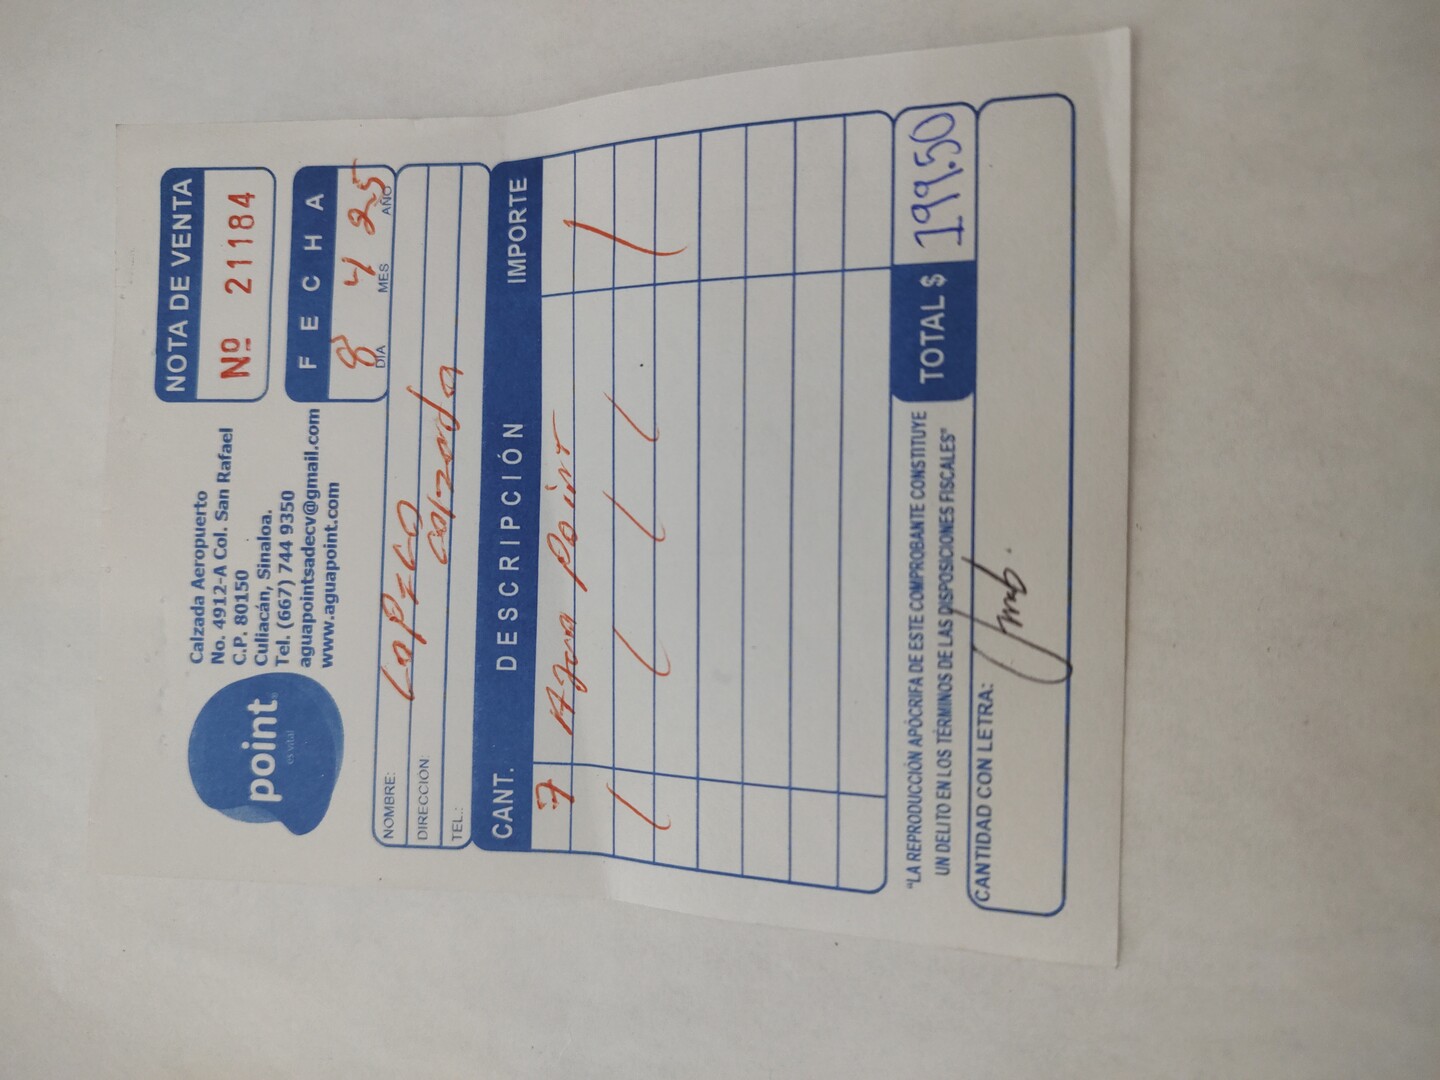 point
es vital
Calzada Aeropuerto
No. 4912-A Col. San Rafael
C.P. 80150
Culiacán, Sinaloa.
Tel. (667) 744 9350
aguapointsadecv@gmail.com
www.aguapoint.com
NOTA DE VENTA
Nº 21184
FECHA
8 4 25
DIA MES AÑO
NOMBRE:
DIRECCION:
calzada
TEL.:
CANT. DESCRIPCIÓN IMPORTE
7 Agua Point
"LA REPRODUCCIÓN APÓCRIFA DE ESTE COMPROBANTE CONSTITUYE
UN DELITO EN LOS TÉRMINOS DE LAS DISPOSICIONES FISCALES"
TOTAL $ 199.50
CANTIDAD CON LETRA: